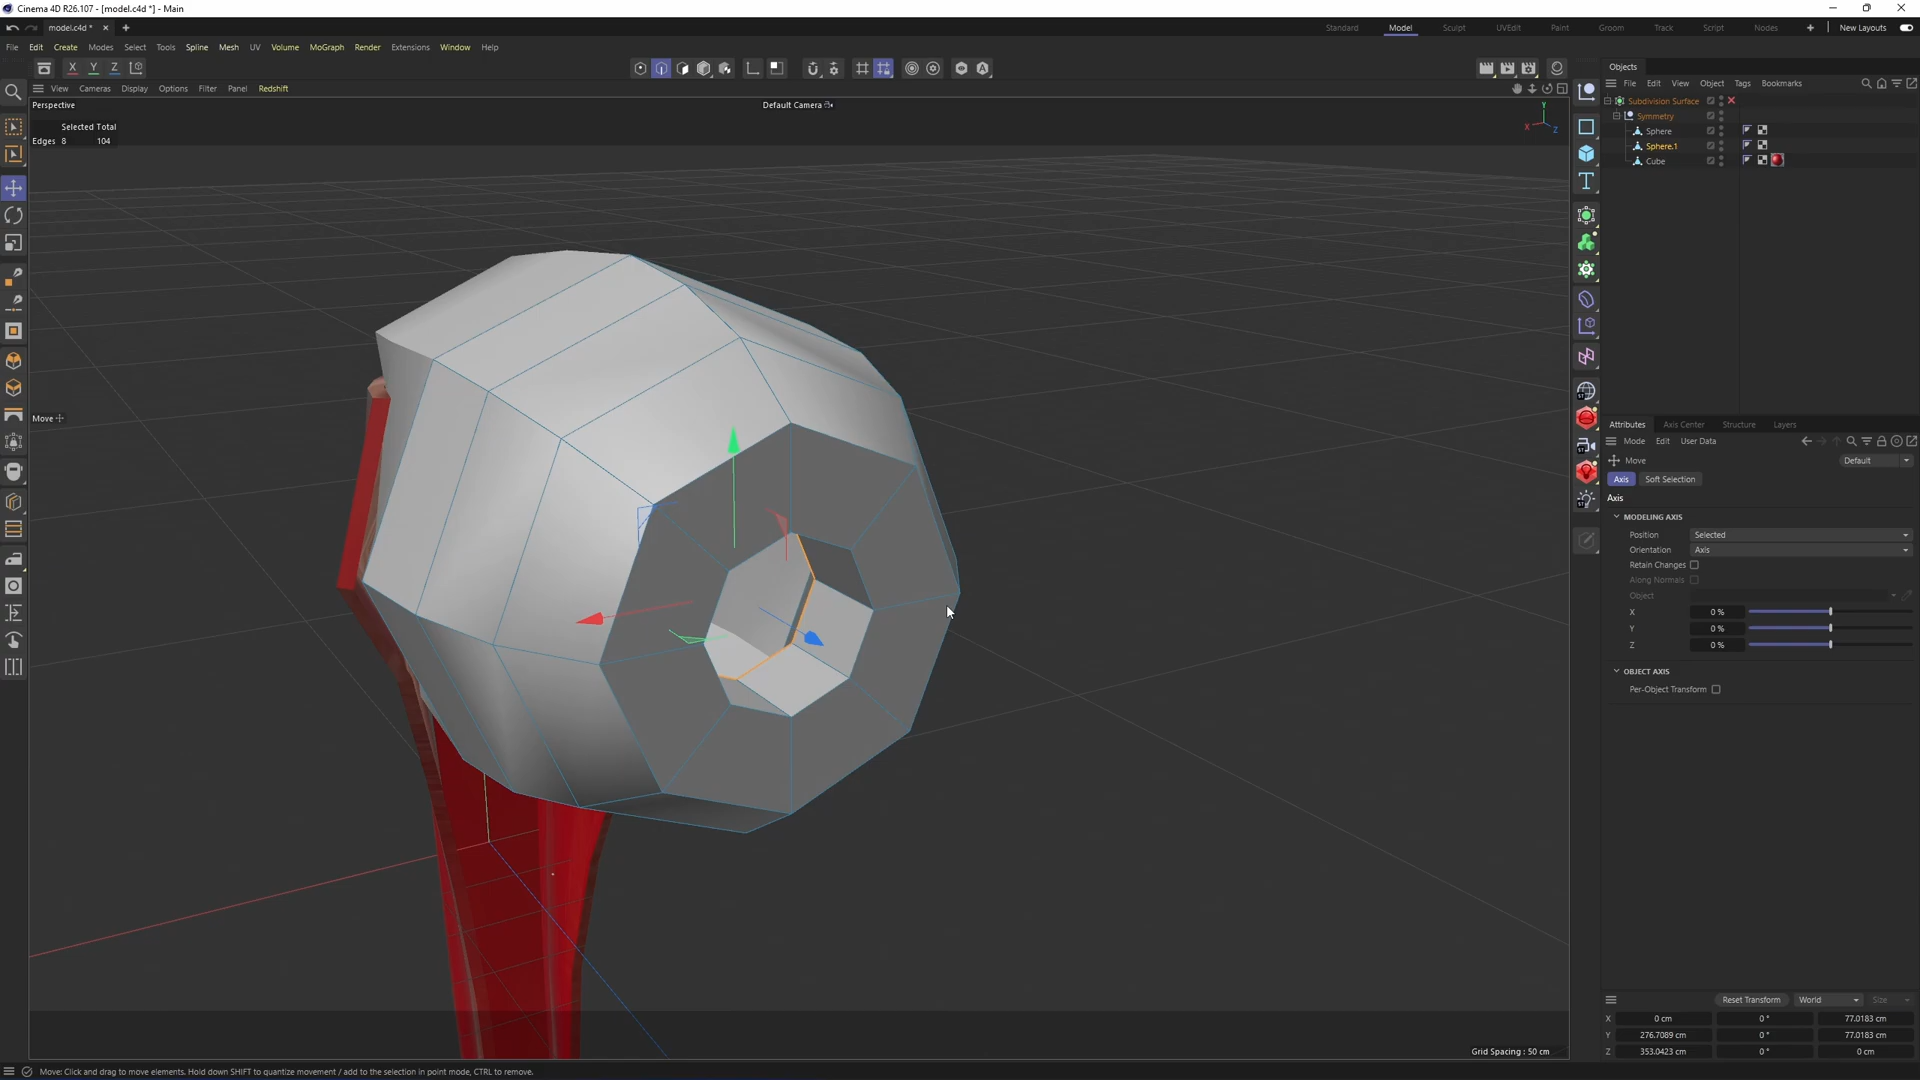 Cinema 4D R26.107 - [model.c4d *] - Main
model.c4d *
Standard Model Sculpt UVEdit Paint Groom Track Script Nodes New Layouts
File Edit Create Modes Select Tools Spline Mesh UV Volume MoGraph Render Extensions Window Help
X Y Z
Objects
View Cameras Display Options Filter Panel Redshift
File Edit View Object Tags Bookmarks
Perspective
Default Camera
Subdivision Surface
Symmetry
Sphere
Sphere.1
Cube
Selected Total
Edges 8 104
Y
X
Z
Move
Attributes Axis Center Structure Layers
Mode Edit User Data
Move
Default
Axis Soft Selection
Axis
MODELING AXIS
Position Selected
Orientation Axis
Retain Changes
Along Normals
Object
X 0 %
Y 0 %
Z 0 %
OBJECT AXIS
Per-Object Transform
Reset Transform World Size
X 0 cm 0 ° 77.0183 cm
Y 276.7089 cm 0 ° 77.0183 cm
Z 353.0423 cm 0 ° 0 cm
Grid Spacing : 50 cm
Move: Click and drag to move elements. Hold down SHIFT to quantize movement / add to the selection in point mode, CTRL to remove.